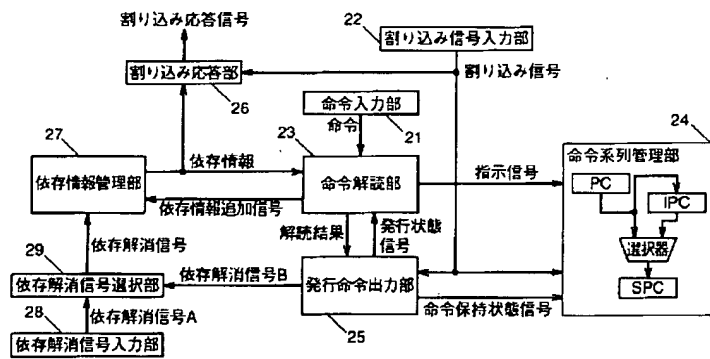 割り込み応答信号
22
割り込み信号入力部
割り込み応答部
割り込み信号
26
命令入力部
27
23
命令
21
24
依存情報管理部
依存情報
命令解読部
指示信号
命令系列管理部
PC
IPC
選択器
SPC
依存情報追加信号
解読結果
発行状態
信号
依存解消信号
29
依存解消信号選択部
依存解消信号B
発行命令出力部
28
依存解消信号A
命令保持状態信号
依存解消信号入力部
25